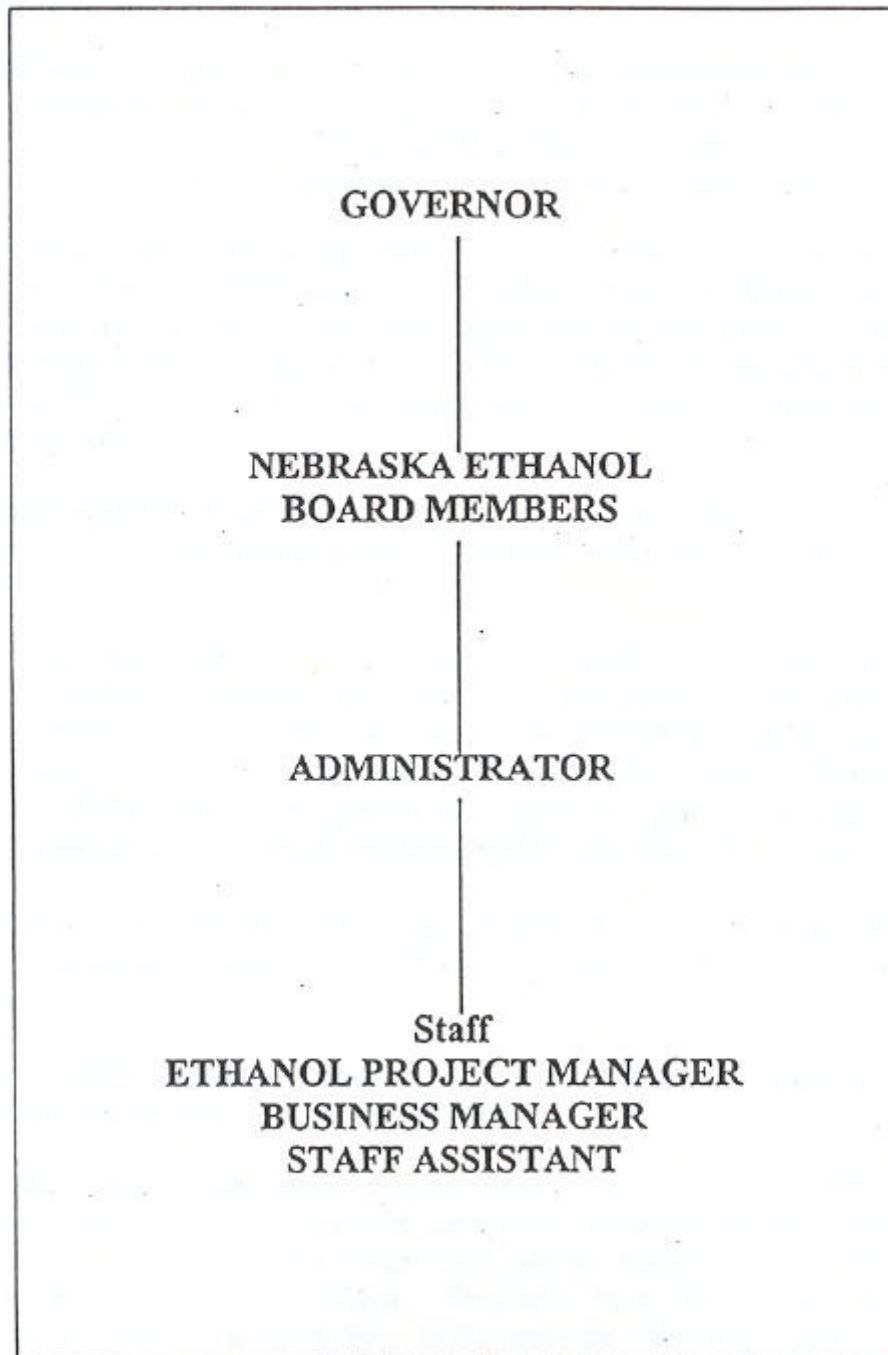 GOVERNOR
NEBRASKA ETHANOL
BOARD MEMBERS
ADMINISTRATOR
Staff
ETHANOL PROJECT MANAGER
BUSINESS MANAGER
STAFF ASSISTANT